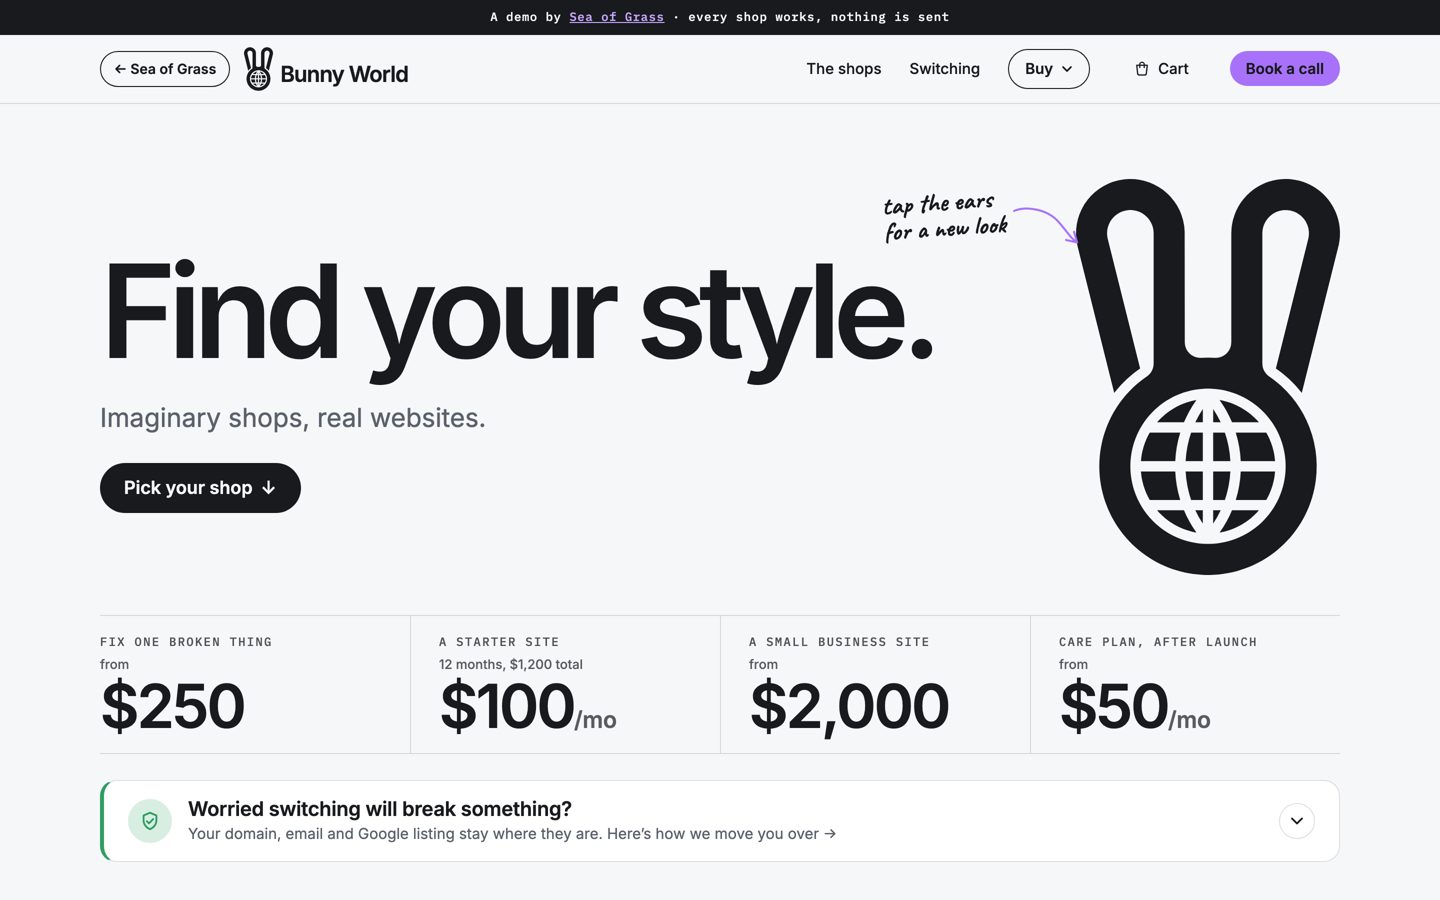 A demo by Sea of Grass · every shop works, nothing is sent
← Sea of Grass
Bunny World
The shops
Switching
Buy
Cart
Book a call
tap the ears
for a new look
Find your style.
Imaginary shops, real websites.
Pick your shop ↓
FIX ONE BROKEN THING
from
$250
A STARTER SITE
12 months, $1,200 total
$100/mo
A SMALL BUSINESS SITE
from
$2,000
CARE PLAN, AFTER LAUNCH
from
$50/mo
Worried switching will break something?
Your domain, email and Google listing stay where they are. Here’s how we move you over →